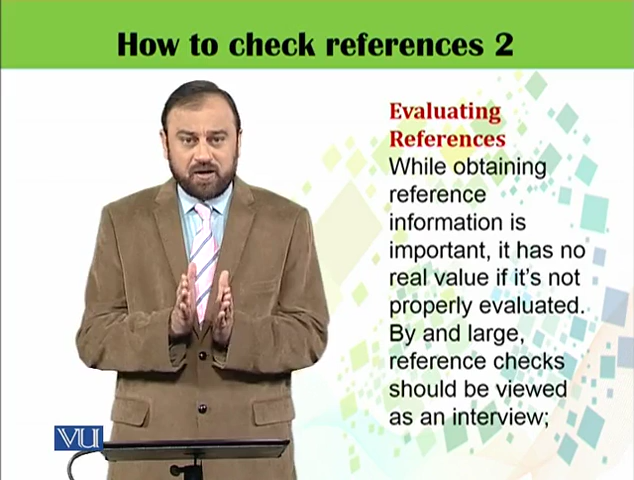 How to check references 2
Evaluating
References
While obtaining
reference
information is
important, it has no
real value if it's not
properly evaluated.
By and large,
reference checks
should be viewed
as an interview;
VU